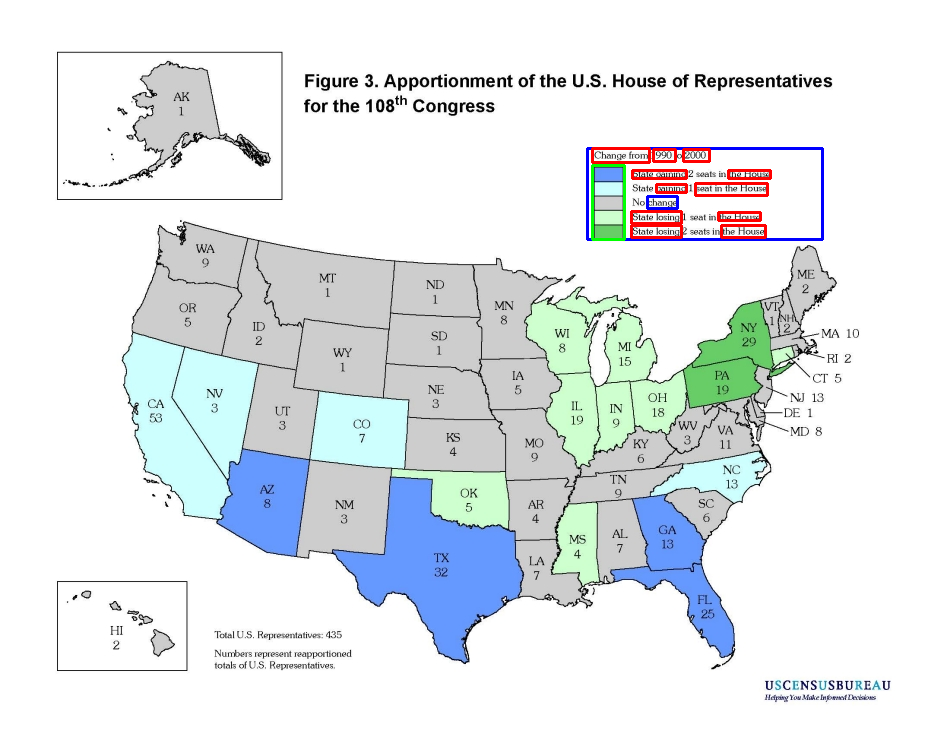 Figure 3. Apportionment of the U.S. House of Representatives
for the 108th Congress
AK
1
Change from 1990 to 2000
State gaining 2 seats in the House
State gaining 1 seat in the House
No change
State losing 1 seat in the House
State losing 2 seats in the House
WA
9
OR
5
ID
2
MT
1
ND
1
MN
8
SD
1
WY
1
WI
8
MI
15
NY
29
VT
1
NH
2
ME
2
MA 10
RI 2
CT 5
NJ 13
DE 1
MD 8
PA
19
CA
53
NV
3
UT
3
CO
7
NE
3
IA
5
KS
4
MO
9
IL
19
IN
9
OH
18
WV
3
VA
11
KY
6
NC
13
TN
9
SC
6
AZ
8
NM
3
OK
5
AR
4
TX
32
LA
7
MS
4
AL
7
GA
13
FL
25
HI
2
Total U.S. Representatives: 435
Numbers represent reapportioned
totals of U.S. Representatives.
USCENSUSBUREAU
Helping You Make Informed Decisions